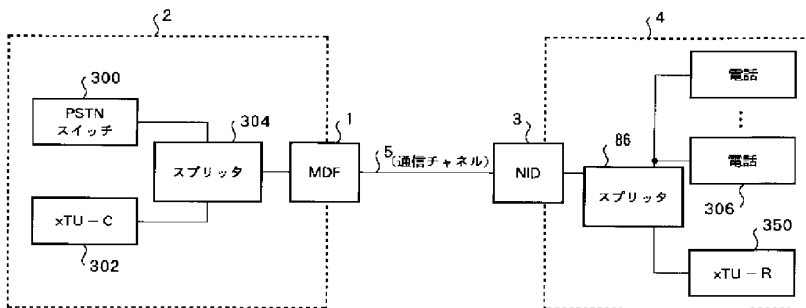 2
4
300
PSTN
スイッチ
304
スプリッタ
1
MDF
5(通信チャネル)
3
NID
86
スプリッタ
電話
⋮
電話
306
xTU-C
302
350
xTU-R